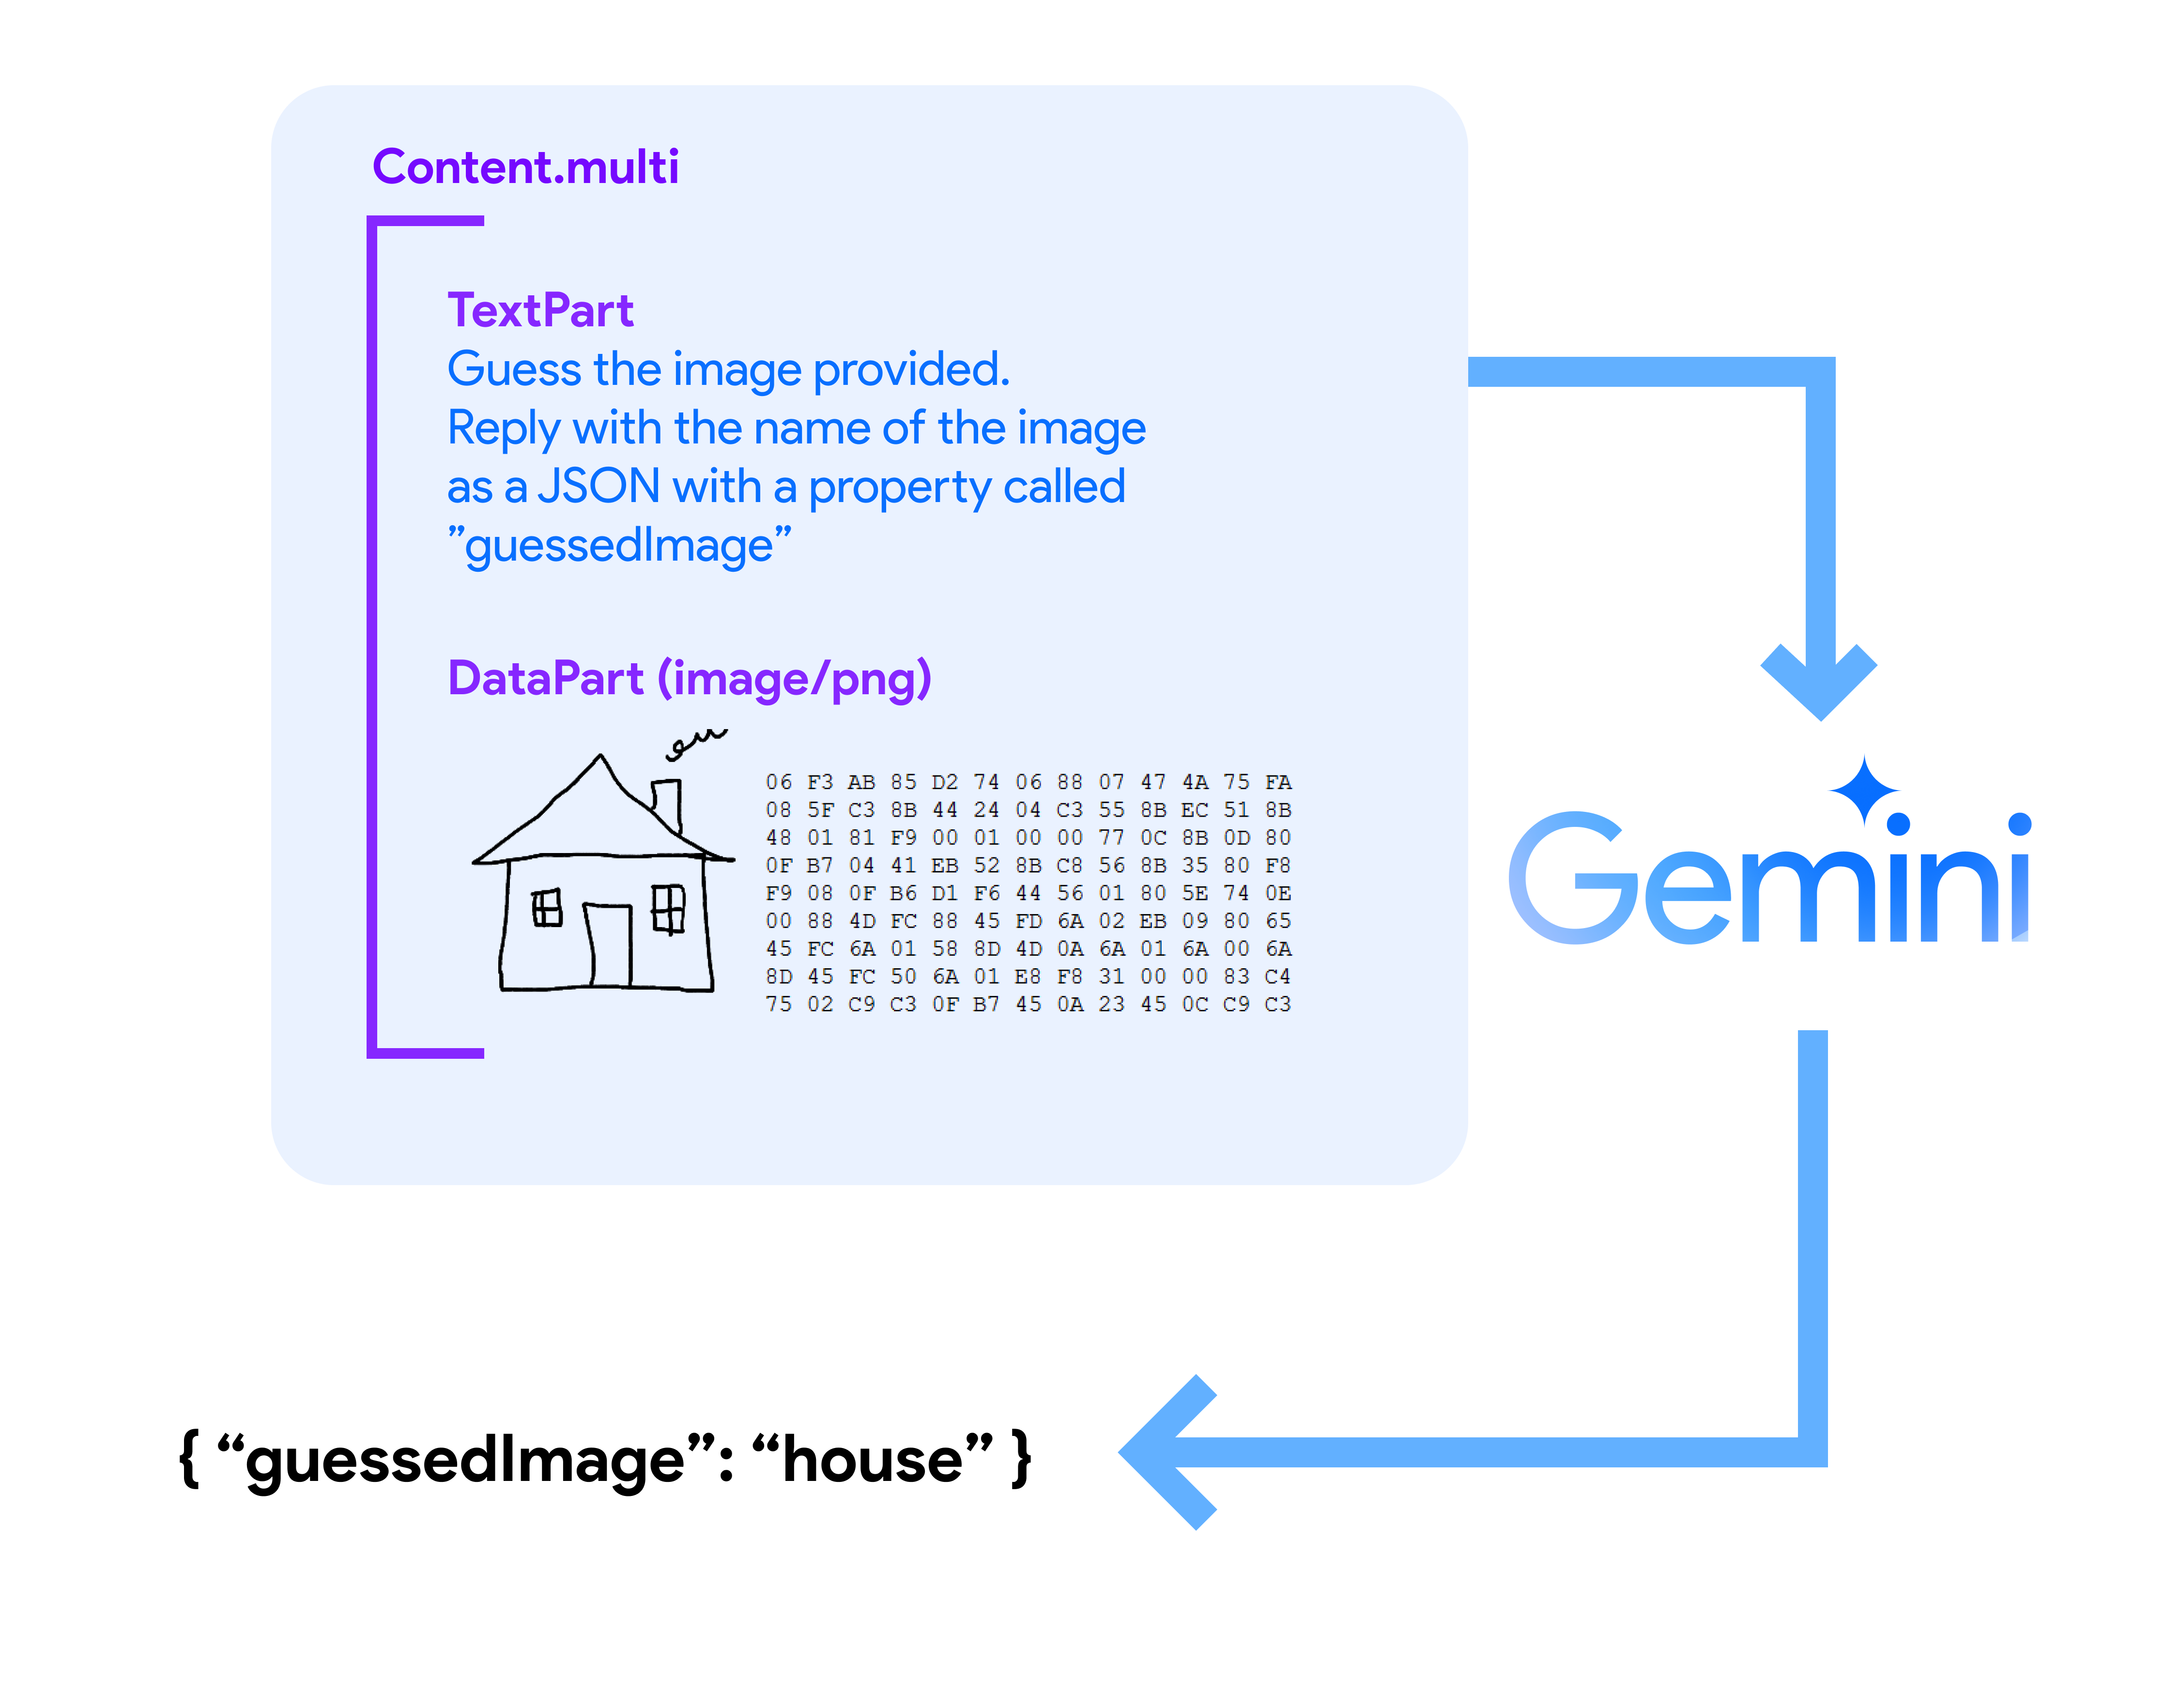 Content.multi
TextPart
Guess the image provided.
Reply with the name of the image
as a JSON with a property called
”guessedImage”
DataPart (image/png)
06 F3 AB 85 D2 74 06 88 07 47 4A 75 FA
08 5F C3 8B 44 24 04 C3 55 8B EC 51 8B
48 01 81 F9 00 01 00 00 77 0C 8B 0D 80
0F B7 04 41 EB 52 8B C8 56 8B 35 80 F8
F9 08 0F B6 D1 F6 44 56 01 80 5E 74 0E
00 88 4D FC 88 45 FD 6A 02 EB 09 80 65
45 FC 6A 01 58 8D 4D 0A 6A 01 6A 00 6A
8D 45 FC 50 6A 01 E8 F8 31 00 00 83 C4
75 02 C9 C3 0F B7 45 0A 23 45 0C C9 C3
Gemini
{ “guessedImage”: “house” }